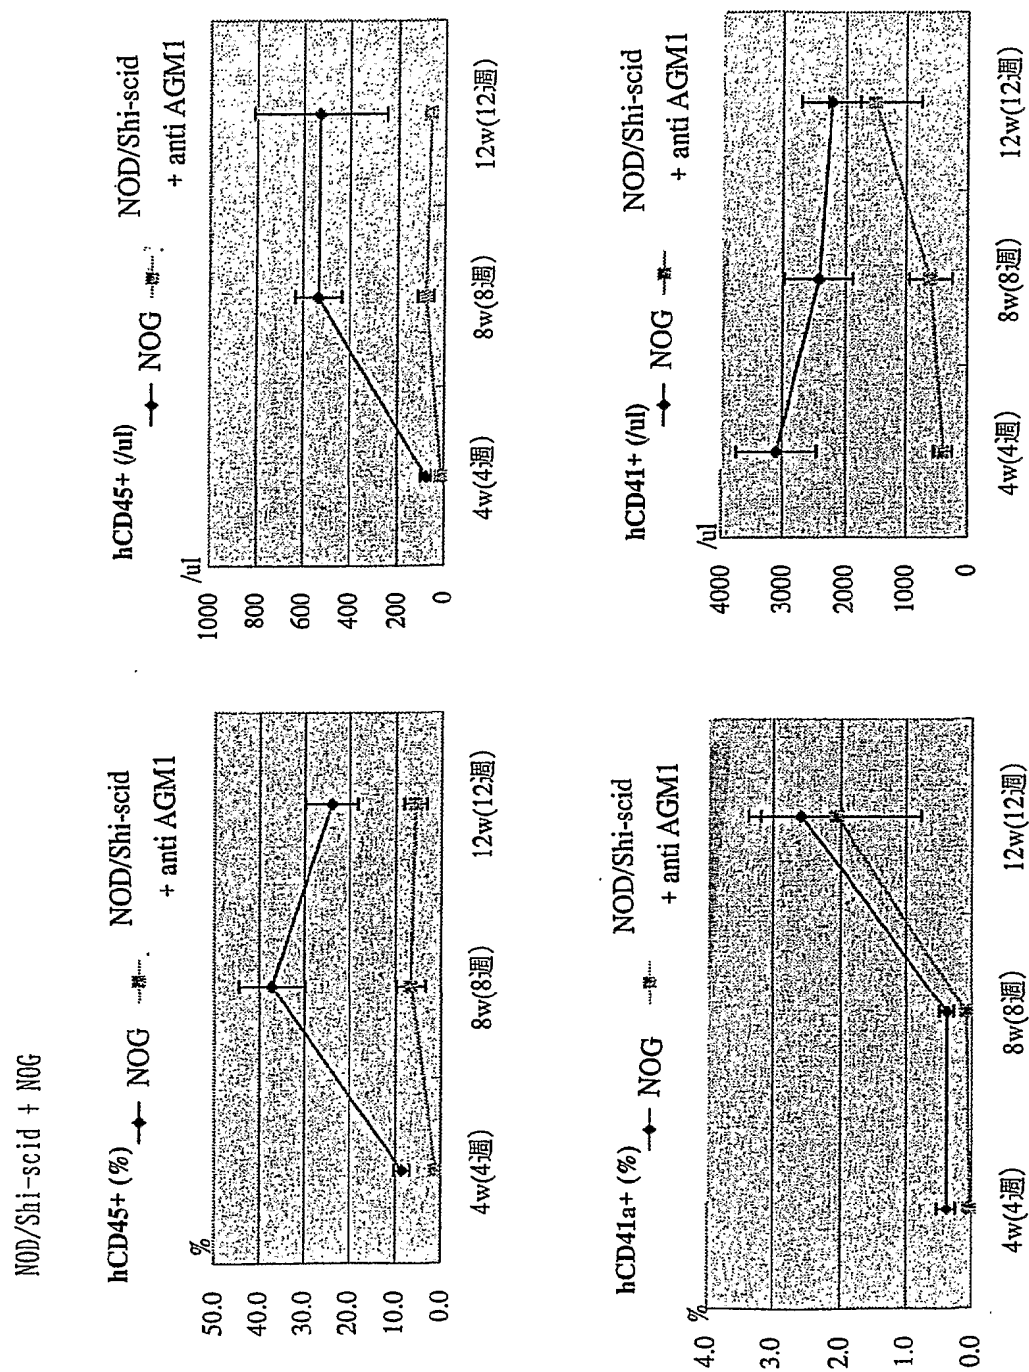 NOD/Shi-scid + NOG
hCD45+ (%)
NOG
NOD/Shi-scid
+ anti AGM1
%
50.0
40.0
30.0
20.0
10.0
0.0
4w(4週)
8w(8週)
12w(12週)
hCD45+ (/ul)
NOG
NOD/Shi-scid
+ anti AGM1
/ul
1000
800
600
400
200
0
4w(4週)
8w(8週)
12w(12週)
hCD41a+ (%)
NOG
NOD/Shi-scid
+ anti AGM1
%
4.0
3.0
2.0
1.0
0.0
4w(4週)
8w(8週)
12w(12週)
hCD41+ (/ul)
NOG
NOD/Shi-scid
+ anti AGM1
/ul
4000
3000
2000
1000
0
4w(4週)
8w(8週)
12w(12週)